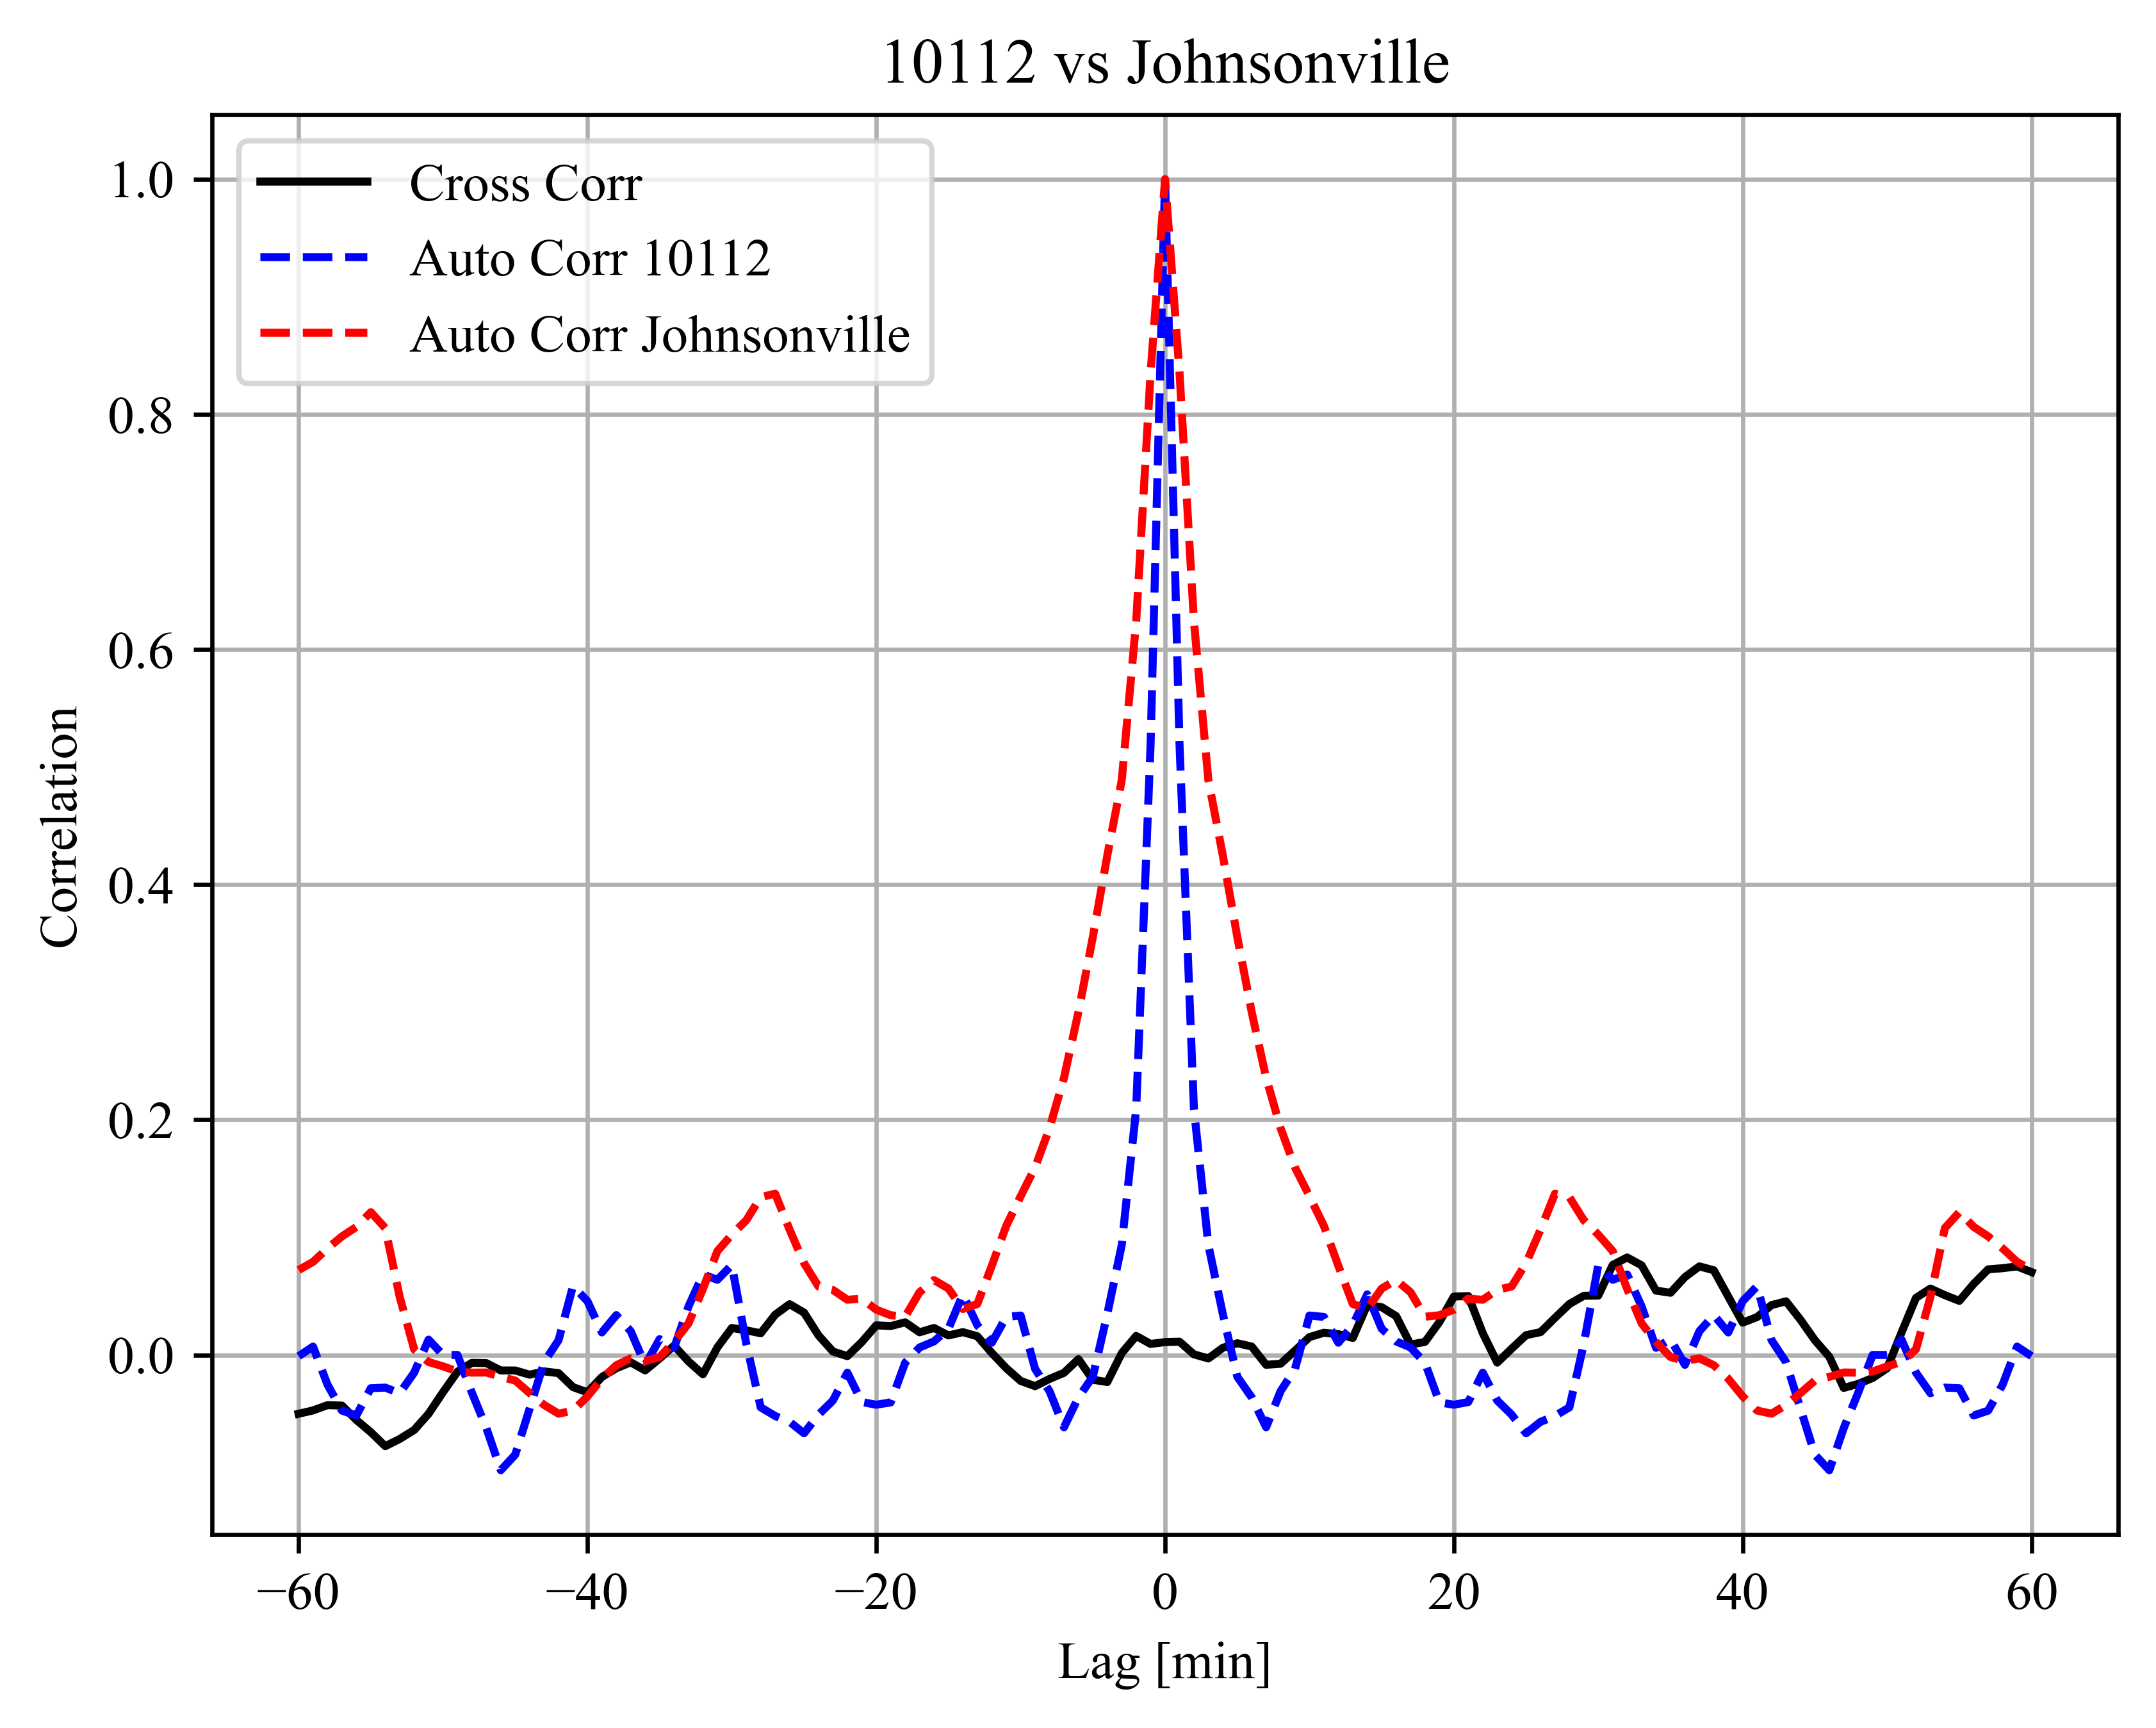 10112 vs Johnsonville
Cross Corr
Auto Corr 10112
Auto Corr Johnsonville
1.0
0.8
0.6
0.4
0.2
0.0
Correlation
−60 −40 −20 0 20 40 60
Lag [min]